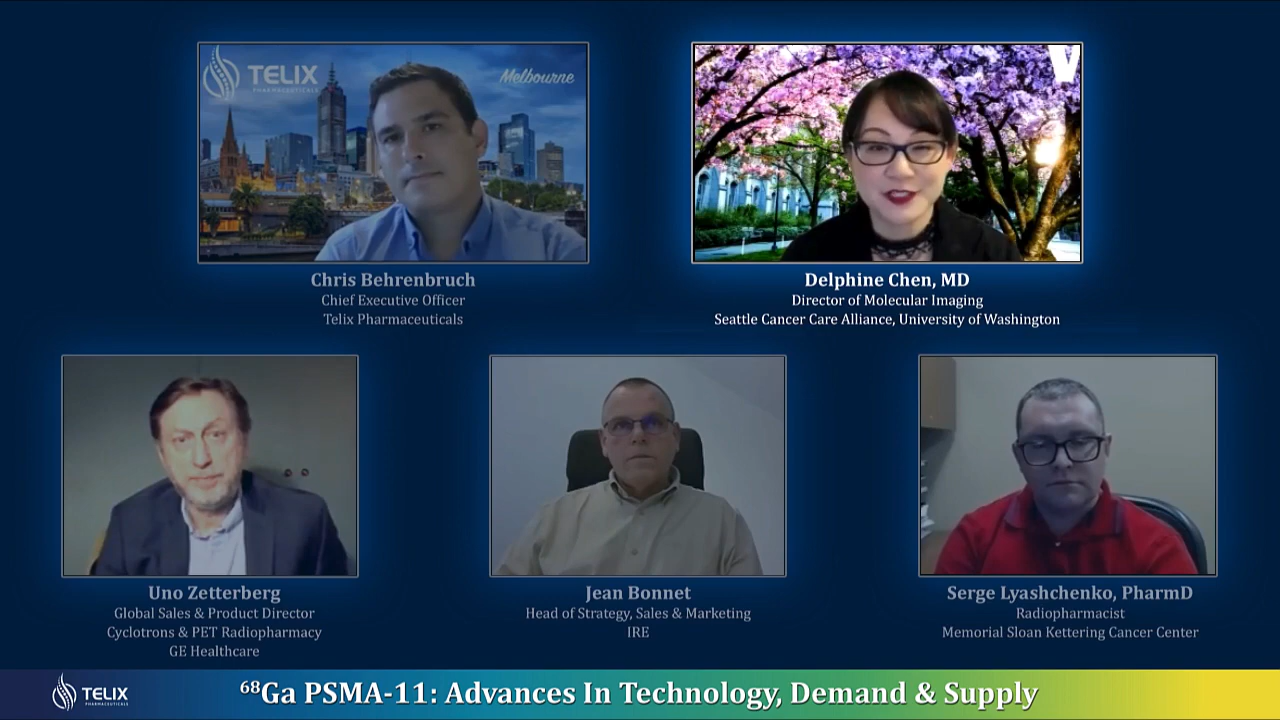 TELIX
PHARMACEUTICALS
Melbourne
Chris Behrenbruch
Chief Executive Officer
Telix Pharmaceuticals
Delphine Chen, MD
Director of Molecular Imaging
Seattle Cancer Care Alliance, University of Washington
Uno Zetterberg
Global Sales & Product Director
Cyclotrons & PET Radiopharmacy
GE Healthcare
Jean Bonnet
Head of Strategy, Sales & Marketing
IRE
Serge Lyashchenko, PharmD
Radiopharmacist
Memorial Sloan Kettering Cancer Center
TELIX
PHARMACEUTICALS
⁶⁸Ga PSMA-11: Advances In Technology, Demand & Supply